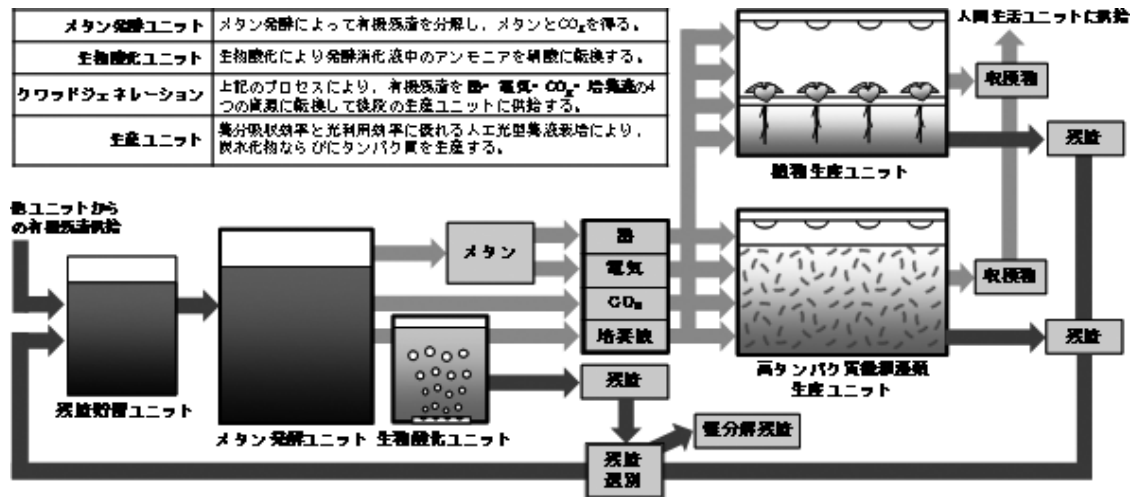 メタン発酵ユニット
メタン発酵によって有機残渣を分解し,メタンとCO₂を得る。
生物酸化ユニット
生物酸化により発酵消化液中のアンモニアを硝酸に転換する。
クワッドジェネレーション
上記のプロセスにより,有機残渣を熱・電気・CO₂・培養液の4
つの資源に転換して後段の生産ユニットに供給する。
生産ユニット
養分吸収効率と光利用効率に優れる人工光型養液栽培により,
炭水化物ならびにタンパク質を生産する。
人間生活ユニットに供給
収穫物
残渣
植物生産ユニット
他ユニットから
の有機残渣供給
メタン
熱
電気
CO₂
培養液
収穫物
残渣
高タンパク質微細藻類
生産ユニット
残渣貯留ユニット
メタン発酵ユニット
生物酸化ユニット
残渣
難分解残渣
残渣
選別